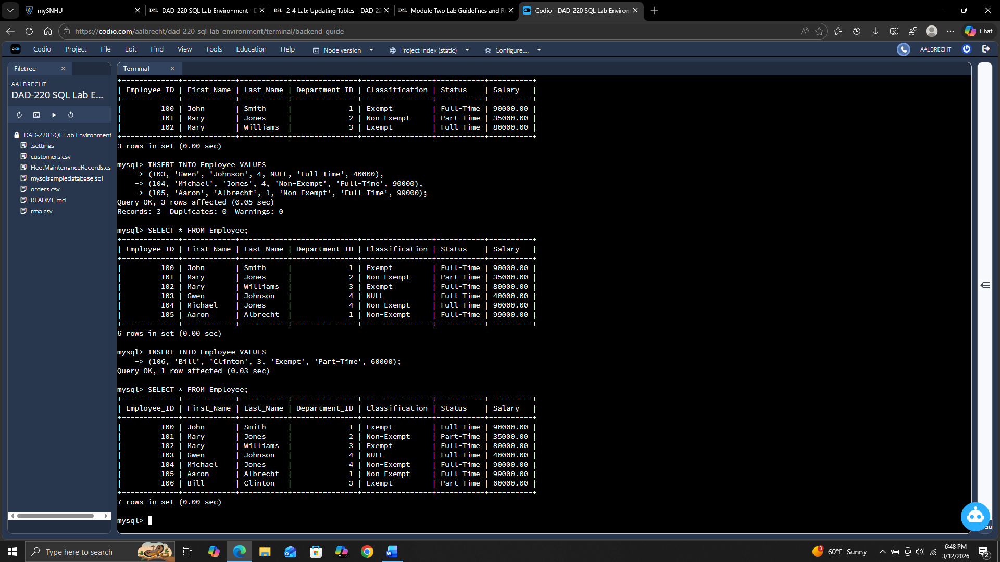 mySNHU
D2L DAD-220 SQL Lab Environment - D
D2L 2-4 Lab: Updating Tables - DAD-22
D2L Module Two Lab Guidelines and R
Codio - DAD-220 SQL Lab Environ
https://codio.com/aalbrecht/dad-220-sql-lab-environment/terminal/backend-guide
Chat
Codio Project File Edit Find View Tools Education Help Node version Project Index (static) Configure.... AALBRECHT
Filetree
AALBRECHT
DAD-220 SQL Lab E...
DAD-220 SQL Lab Environment
.settings
customers.csv
FleetMaintenanceRecords.cs
mysqlsampledatabase.sql
orders.csv
README.md
rma.csv
Terminal
+-------------+------------+-----------+---------------+----------------+-----------+----------+
| Employee_ID | First_Name | Last_Name | Department_ID | Classification | Status    | Salary   |
+-------------+------------+-----------+---------------+----------------+-----------+----------+
|         100 | John       | Smith     |             1 | Exempt         | Full-Time | 90000.00 |
|         101 | Mary       | Jones     |             2 | Non-Exempt     | Part-Time | 35000.00 |
|         102 | Mary       | Williams  |             3 | Exempt         | Full-Time | 80000.00 |
+-------------+------------+-----------+---------------+----------------+-----------+----------+
3 rows in set (0.00 sec)
mysql> INSERT INTO Employee VALUES
    -> (103, 'Gwen', 'Johnson', 4, NULL, 'Full-Time', 40000),
    -> (104, 'Michael', 'Jones', 4, 'Non-Exempt', 'Full-Time', 90000),
    -> (105, 'Aaron', 'Albrecht', 1, 'Non-Exempt', 'Full-Time', 99000);
Query OK, 3 rows affected (0.05 sec)
Records: 3  Duplicates: 0  Warnings: 0
mysql> SELECT * FROM Employee;
+-------------+------------+-----------+---------------+----------------+-----------+----------+
| Employee_ID | First_Name | Last_Name | Department_ID | Classification | Status    | Salary   |
+-------------+------------+-----------+---------------+----------------+-----------+----------+
|         100 | John       | Smith     |             1 | Exempt         | Full-Time | 90000.00 |
|         101 | Mary       | Jones     |             2 | Non-Exempt     | Part-Time | 35000.00 |
|         102 | Mary       | Williams  |             3 | Exempt         | Full-Time | 80000.00 |
|         103 | Gwen       | Johnson   |             4 | NULL           | Full-Time | 40000.00 |
|         104 | Michael    | Jones     |             4 | Non-Exempt     | Full-Time | 90000.00 |
|         105 | Aaron      | Albrecht  |             1 | Non-Exempt     | Full-Time | 99000.00 |
+-------------+------------+-----------+---------------+----------------+-----------+----------+
6 rows in set (0.00 sec)
mysql> INSERT INTO Employee VALUES
    -> (106, 'Bill', 'Clinton', 3, 'Exempt', 'Part-Time', 60000);
Query OK, 1 row affected (0.03 sec)
mysql> SELECT * FROM Employee;
+-------------+------------+-----------+---------------+----------------+-----------+----------+
| Employee_ID | First_Name | Last_Name | Department_ID | Classification | Status    | Salary   |
+-------------+------------+-----------+---------------+----------------+-----------+----------+
|         100 | John       | Smith     |             1 | Exempt         | Full-Time | 90000.00 |
|         101 | Mary       | Jones     |             2 | Non-Exempt     | Part-Time | 35000.00 |
|         102 | Mary       | Williams  |             3 | Exempt         | Full-Time | 80000.00 |
|         103 | Gwen       | Johnson   |             4 | NULL           | Full-Time | 40000.00 |
|         104 | Michael    | Jones     |             4 | Non-Exempt     | Full-Time | 90000.00 |
|         105 | Aaron      | Albrecht  |             1 | Non-Exempt     | Full-Time | 99000.00 |
|         106 | Bill       | Clinton   |             3 | Exempt         | Part-Time | 60000.00 |
+-------------+------------+-----------+---------------+----------------+-----------+----------+
7 rows in set (0.00 sec)
mysql>
Type here to search
M365
3
60°F Sunny
6:48 PM
3/12/2026
2